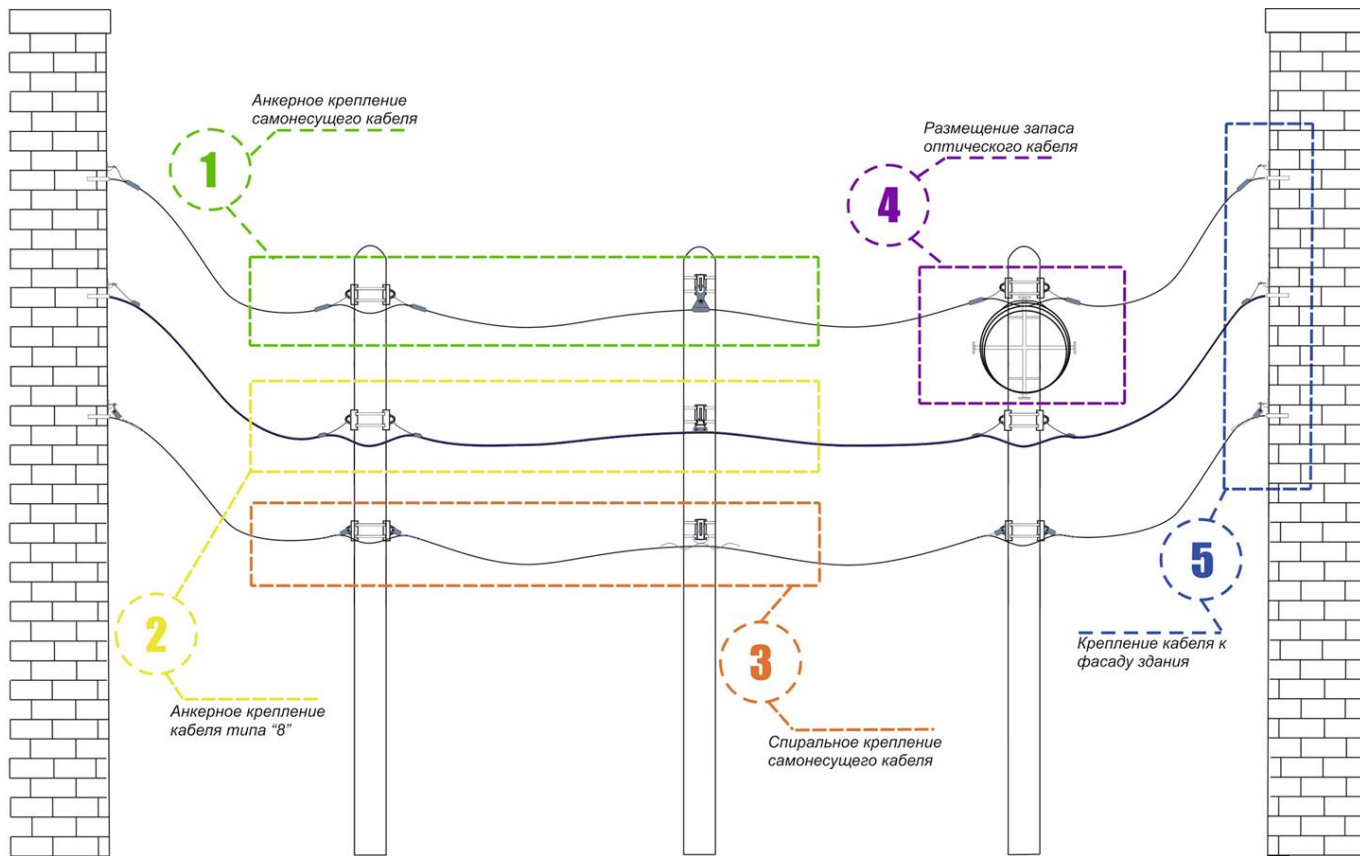 Анкерное крепление
самонесущего кабеля
1
Размещение запаса
оптического кабеля
4
2
Анкерное крепление
кабеля типа “8”
3
Спиральное крепление
самонесущего кабеля
5
Крепление кабеля к
фасаду здания